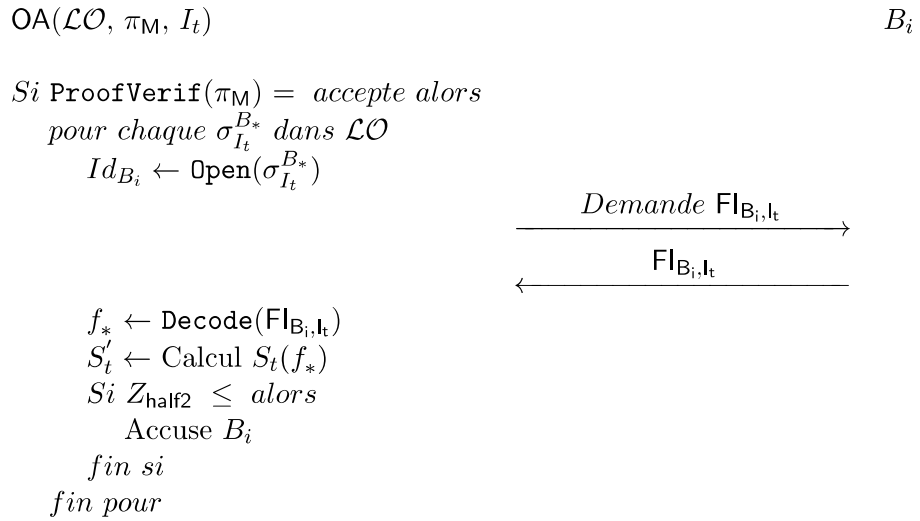 OA(𝓛𝓞, π_M, I_t) B_i
Si ProofVerif(π_M) = accepte alors
pour chaque σ_{I_t}^{B_*} dans 𝓛𝓞
Id_{B_i} ← Open(σ_{I_t}^{B_*})
Demande FI_{B_i,I_t}
FI_{B_i,I_t}
f_* ← Decode(FI_{B_i,I_t})
S_t^' ← Calcul S_t(f_*)
Si Z_{half2} ≤ alors
Accuse B_i
fin si
fin pour